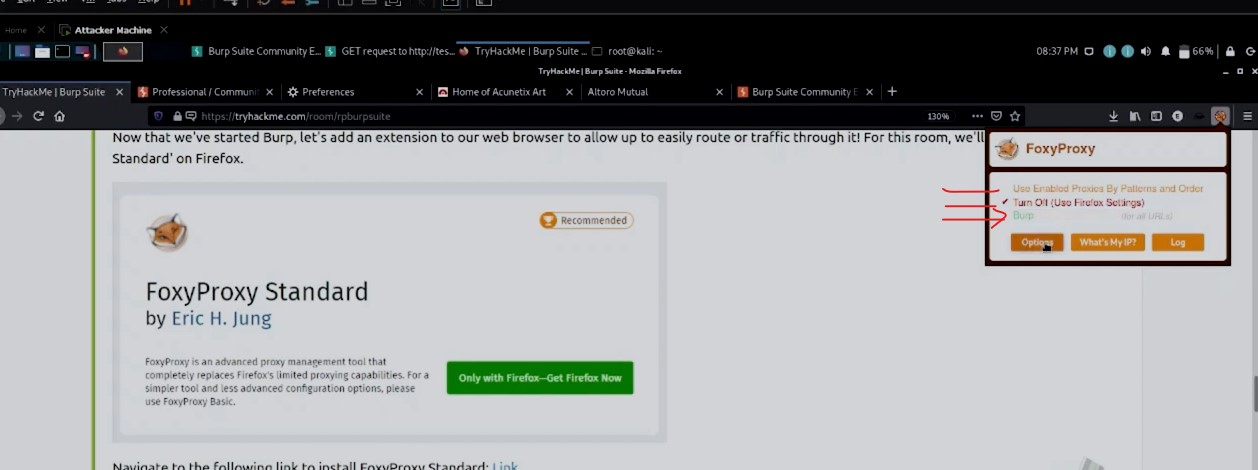 Home
Attacker Machine
Burp Suite Community E...
GET request to http://tes...
TryHackMe | Burp Suite ...
root@kali: ~
08:37 PM
66%
TryHackMe | Burp Suite - Mozilla Firefox
TryHackMe | Burp Suite
Professional / Communi
Preferences
Home of Acunetix Art
Altoro Mutual
Burp Suite Community E
https://tryhackme.com/room/rpburpsuite
130%
Now that we've started Burp, let's add an extension to our web browser to allow up to easily route or traffic through it! For this room, we'll
Standard' on Firefox.
Recommended
FoxyProxy Standard
by Eric H. Jung
FoxyProxy is an advanced proxy management tool that
completely replaces Firefox's limited proxying capabilities. For a
simpler tool and less advanced configuration options, please
use FoxyProxy Basic.
Only with Firefox—Get Firefox Now
Navigate to the following link to install FoxyProxy Standard: Link
FoxyProxy
Use Enabled Proxies By Patterns and Order
✔ Turn Off (Use Firefox Settings)
Burp (for all URLs)
Options
What's My IP?
Log